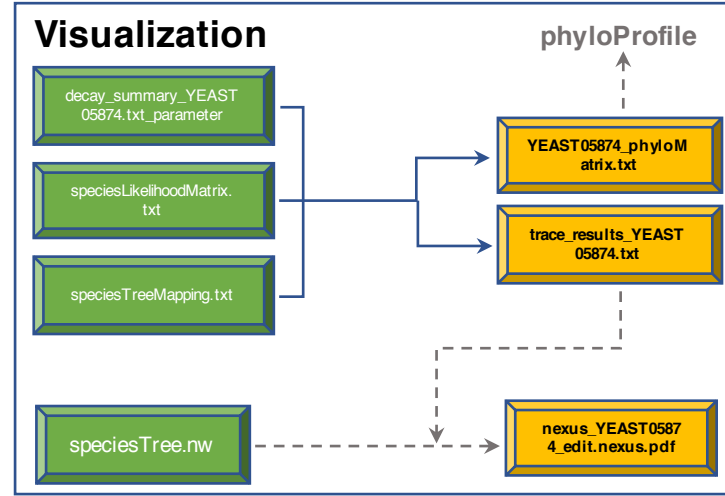 Visualization
phyloProfile
decay_summary_YEAST
05874.txt_parameter
YEAST05874_phyloM
atrix.txt
speciesLikelihoodMatrix.
txt
trace_results_YEAST
05874.txt
speciesTreeMapping.txt
speciesTree.nw
nexus_YEAST0587
4_edit.nexus.pdf